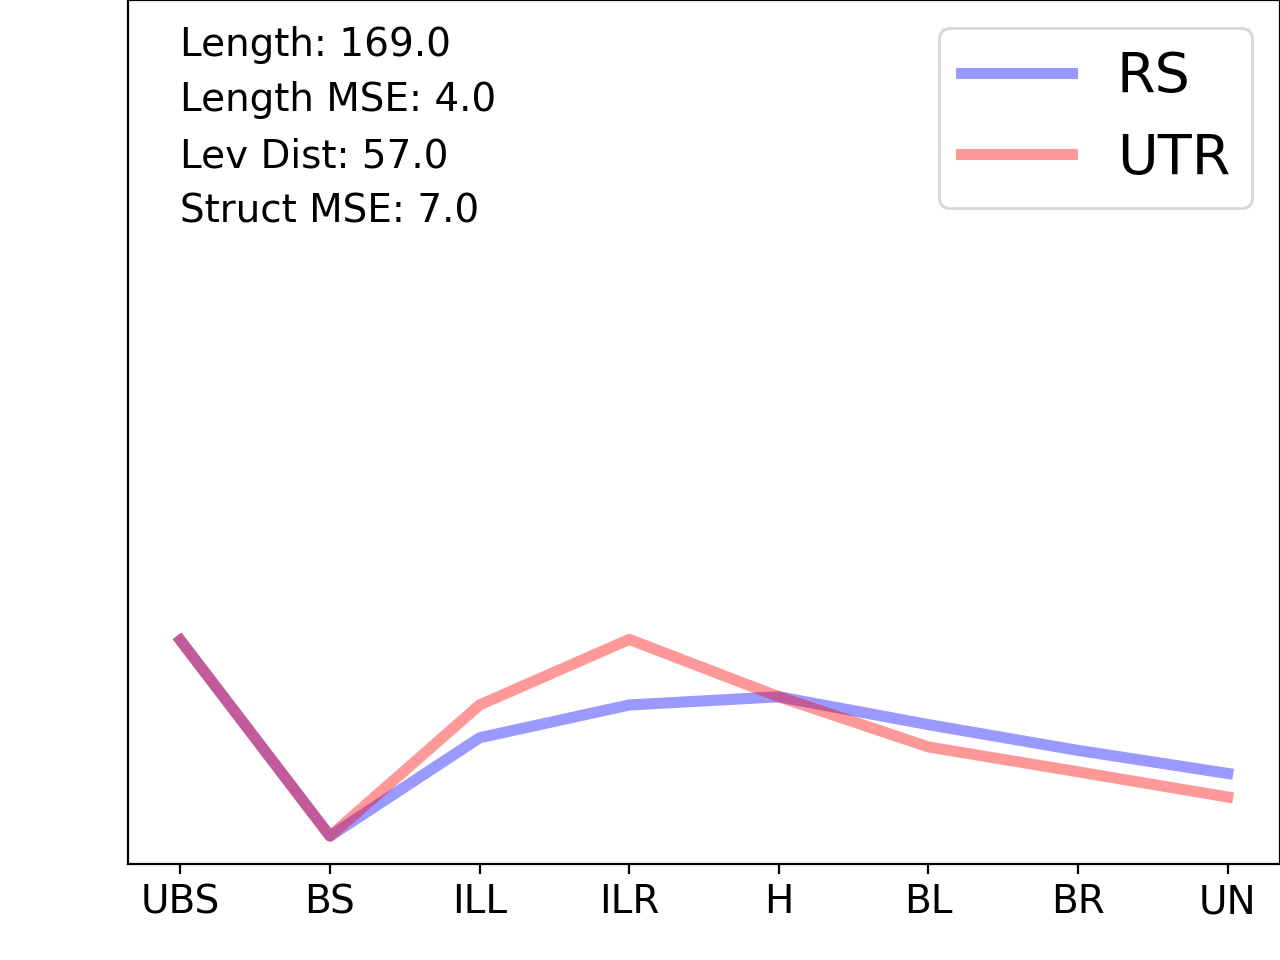 Length: 169.0
Length MSE: 4.0
Lev Dist: 57.0
Struct MSE: 7.0
RS
UTR
UBS BS ILL ILR H BL BR UN